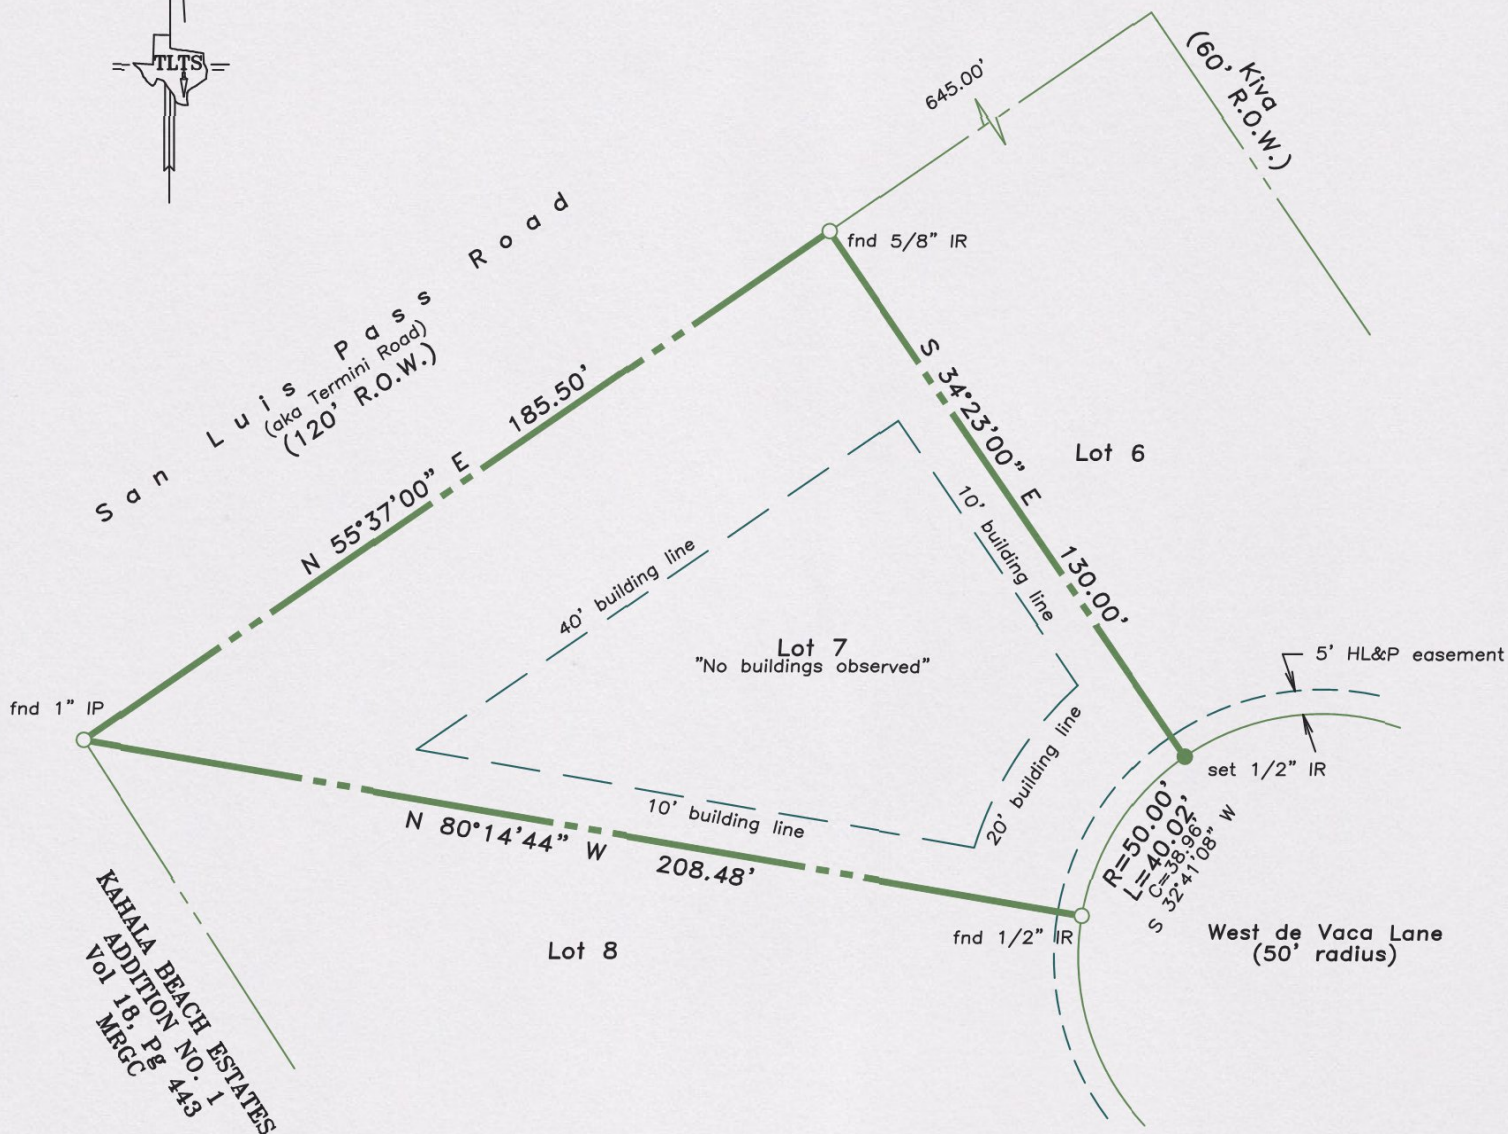 TLTS
645.00'
Kiva
(60' R.O.W.)
San Luis Pass Road
(aka Termini Road)
(120' R.O.W.)
fnd 5/8" IR
N 55°37'00" E 185.50'
S 34°23'00" E 130.00'
Lot 6
40' building line
10' building line
Lot 7
"No buildings observed"
5' HL&P easement
fnd 1" IP
20' building line
set 1/2" IR
10' building line
N 80°14'44" W 208.48'
R=50.00'
L=40.02'
C=38.96'
S 32°41'08" W
fnd 1/2" IR
West de Vaca Lane
(50' radius)
Lot 8
KAHALA BEACH ESTATES
ADDITION NO. 1
Vol 18, Pg 443
MRGC